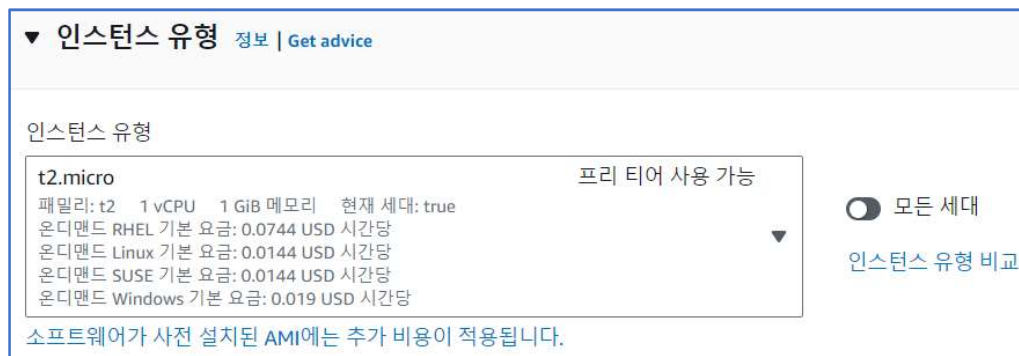 ▼ 인스턴스 유형 정보 | Get advice
인스턴스 유형
t2.micro 프리 티어 사용 가능
패밀리: t2 1 vCPU 1 GiB 메모리 현재 세대: true
온디맨드 RHEL 기본 요금: 0.0744 USD 시간당
온디맨드 Linux 기본 요금: 0.0144 USD 시간당
온디맨드 SUSE 기본 요금: 0.0144 USD 시간당
온디맨드 Windows 기본 요금: 0.019 USD 시간당
모든 세대
인스턴스 유형 비교
소프트웨어가 사전 설치된 AMI에는 추가 비용이 적용됩니다.